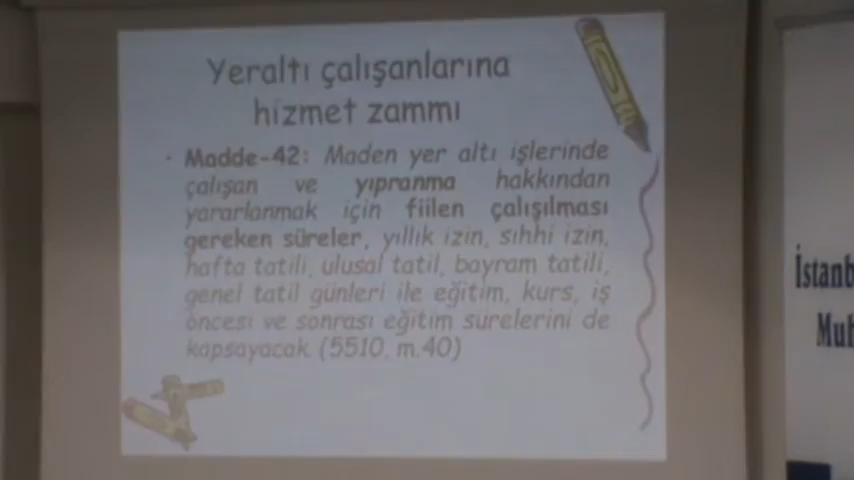 Yeraltı çalışanlarına
hizmet zammı
• Madde-42: Maden yer altı işlerinde
çalışan ve yıpranma hakkından
yararlanmak için fiilen çalışılması
gereken süreler, yıllık izin, sıhhi izin,
hafta tatili, ulusal tatil, bayram tatili,
genel tatil günleri ile eğitim, kurs, iş
öncesi ve sonrası eğitim sürelerini de
kapsayacak. (5510, m.40)
İstanb
Muh